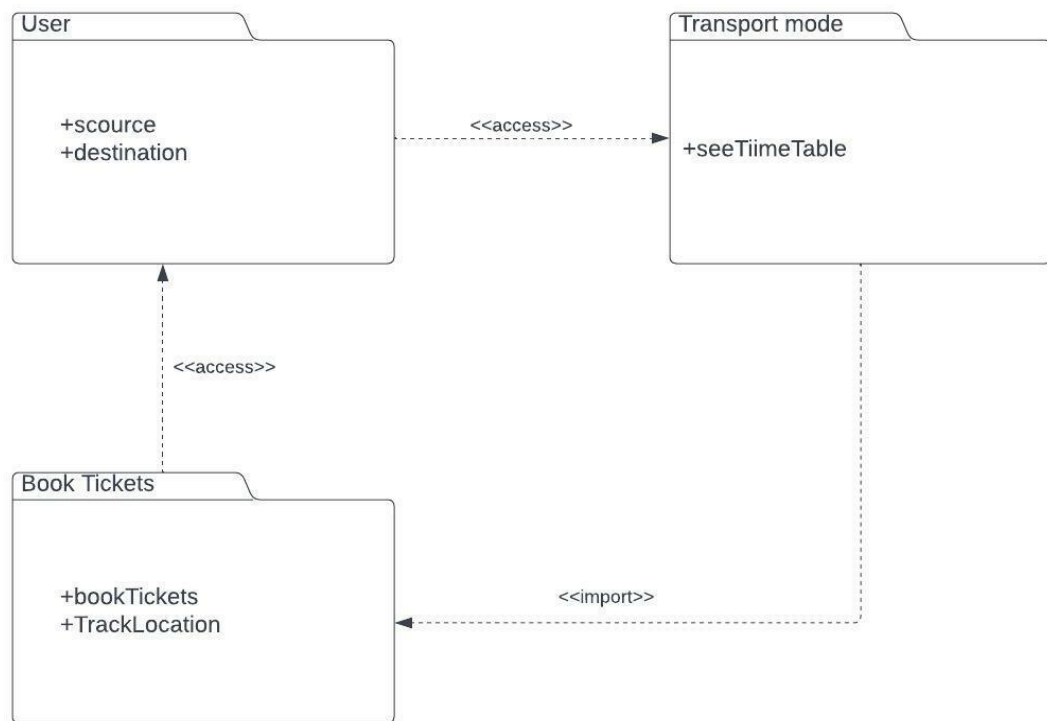 User
+scource
+destination
<<access>>
Transport mode
+seeTiimeTable
<<access>>
Book Tickets
+bookTickets
+TrackLocation
<<import>>